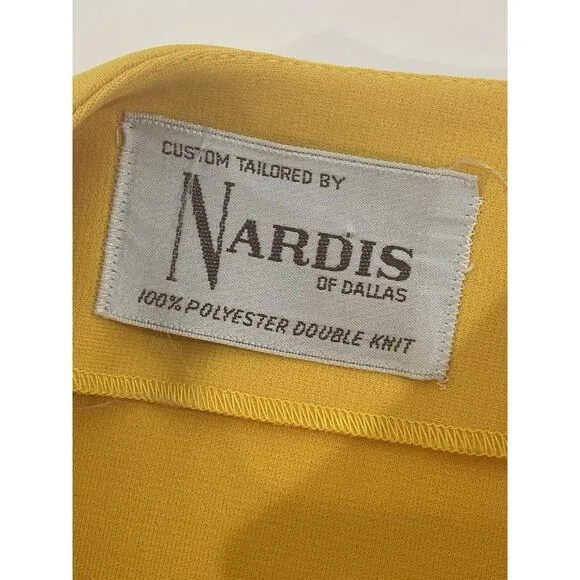 CUSTOM TAILORED BY
NARDIS
OF DALLAS
100% POLYESTER DOUBLE KNIT